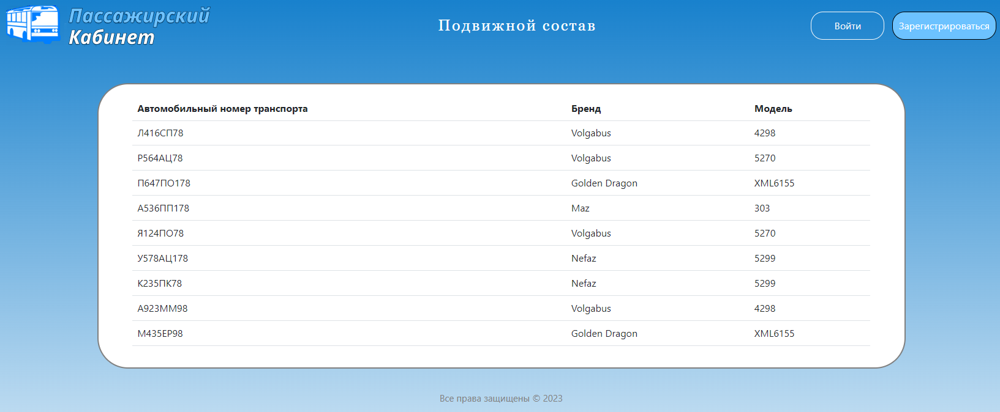 Пассажирский
Кабинет
Подвижной состав
Войти
Зарегистрироваться
Автомобильный номер транспорта Бренд Модель
Л416СП78 Volgabus 4298
Р564АЦ78 Volgabus 5270
П647ПО178 Golden Dragon XML6155
А536ПП178 Maz 303
Я124ПО78 Volgabus 5270
У578АЦ178 Nefaz 5299
К235ПК78 Nefaz 5299
А923ММ98 Volgabus 4298
М435ЕР98 Golden Dragon XML6155
Все права защищены © 2023